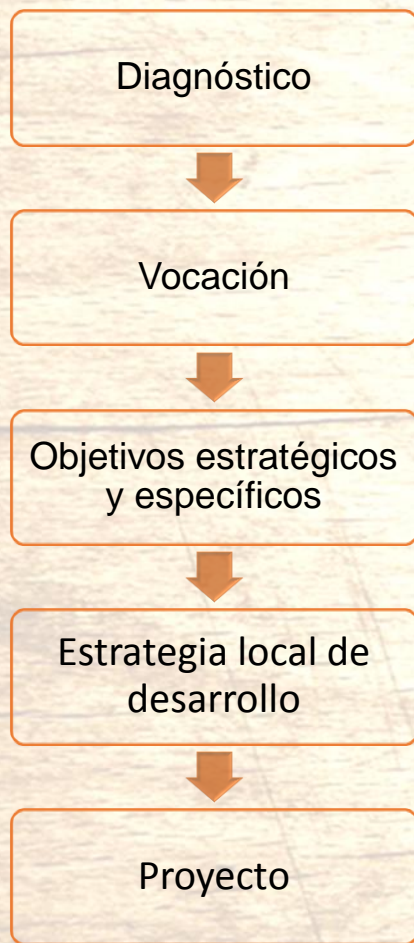 Diagnóstico
Vocación
Objetivos estratégicos
y específicos
Estrategia local de
desarrollo
Proyecto